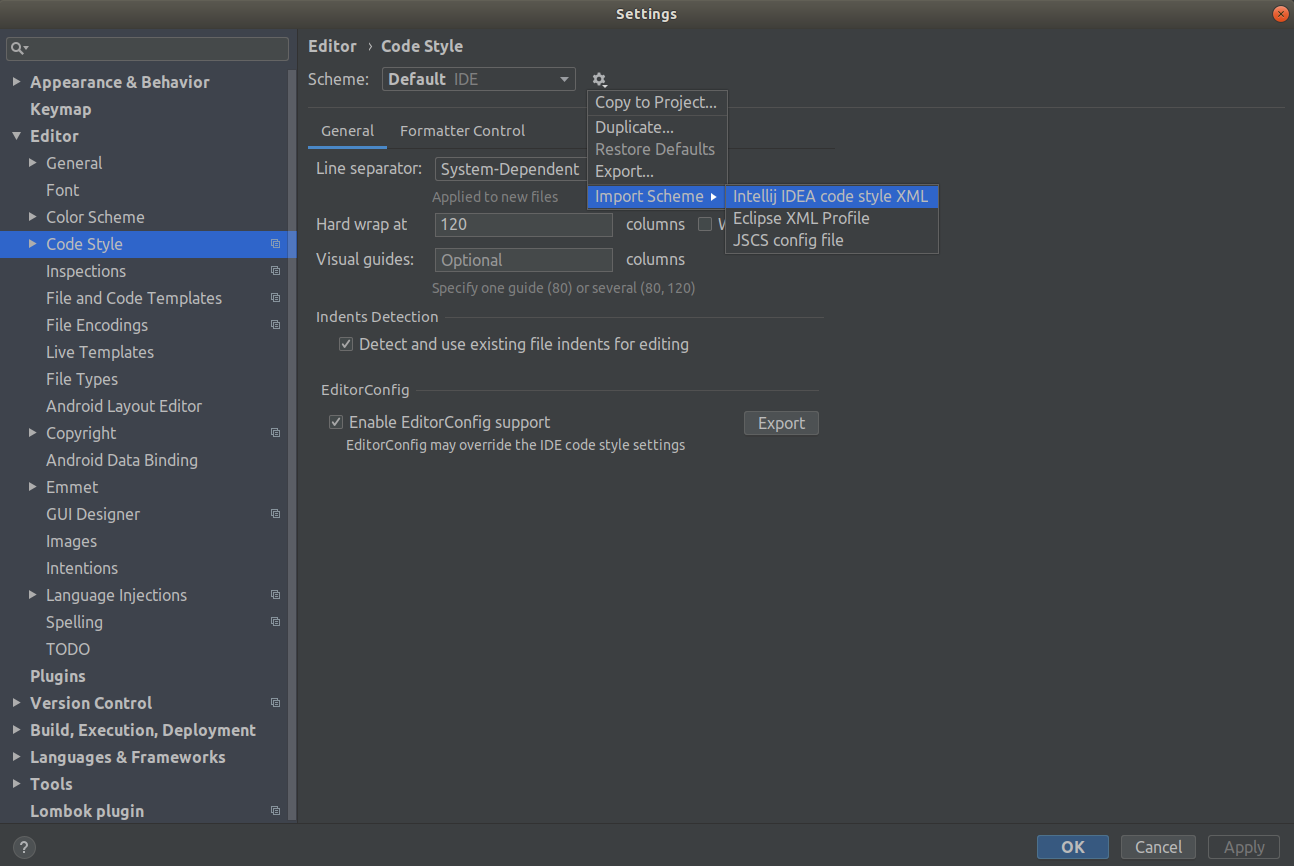 Settings
Appearance & Behavior
Keymap
Editor
General
Font
Color Scheme
Code Style
Inspections
File and Code Templates
File Encodings
Live Templates
File Types
Android Layout Editor
Copyright
Android Data Binding
Emmet
GUI Designer
Images
Intentions
Language Injections
Spelling
TODO
Plugins
Version Control
Build, Execution, Deployment
Languages & Frameworks
Tools
Lombok plugin
Editor › Code Style
Scheme: Default IDE
Copy to Project...
Duplicate...
Restore Defaults
Export...
Import Scheme
Intellij IDEA code style XML
Eclipse XML Profile
JSCS config file
General Formatter Control
Line separator: System-Dependent
Applied to new files
Hard wrap at 120 columns
Visual guides: Optional columns
Specify one guide (80) or several (80, 120)
Indents Detection
Detect and use existing file indents for editing
EditorConfig
Enable EditorConfig support Export
EditorConfig may override the IDE code style settings
? OK Cancel Apply